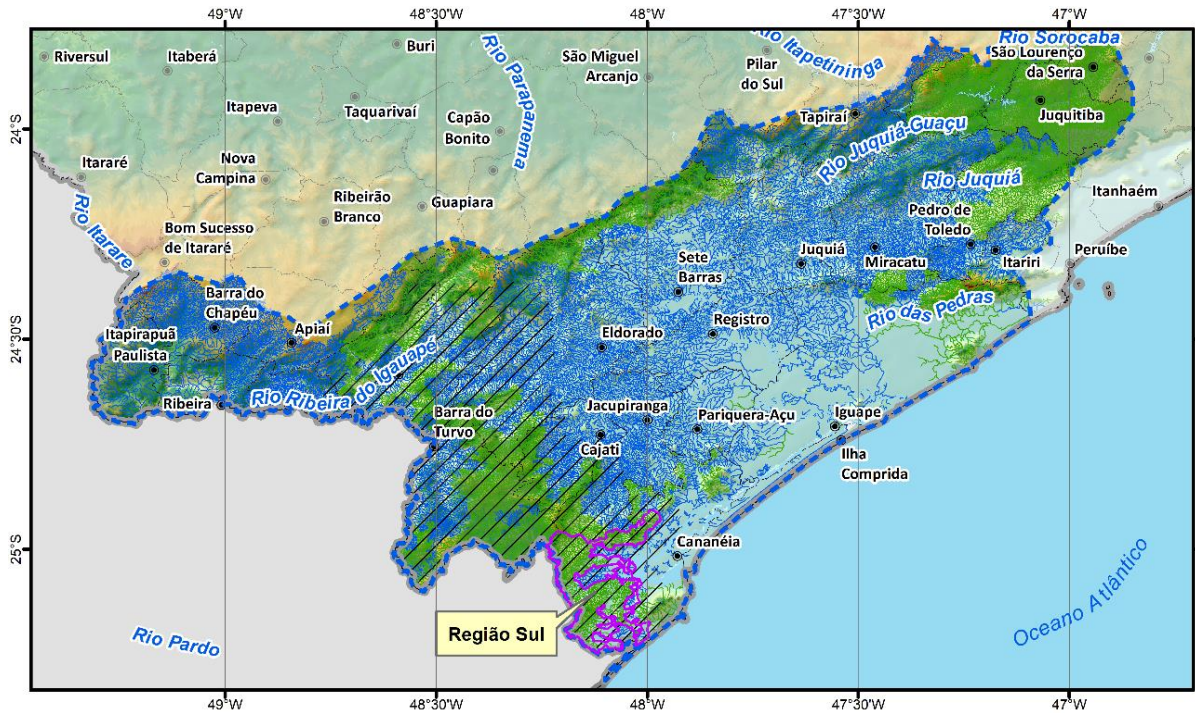 49°W
48°30'W
48°W
47°30'W
47°W
Riversul
Itaberá
Buri
Rio Parapanema
São Miguel
Arcanjo
Pilar
do Sul
Rio Itapetininga
Rio Sorocaba
São Lourenço
da Serra
Juquitiba
Itapeva
Taquarivaí
Capão
Bonito
Tapiraí
Rio Juquiá-Guaçu
24°S
Itararé
Nova
Campina
Ribeirão
Branco
Guapiara
Rio Juquiá
Itanhaém
Rio Itarare
Bom Sucesso
de Itararé
Pedro de
Toledo
Peruíbe
Juquiá
Miracatu
Itariri
Sete
Barras
Barra do
Chapéu
Apiaí
Rio das Pedras
24°30'S
Itapirapuã
Paulista
Eldorado
Registro
Ribeira
Rio Ribeira do Igauapé
Barra do
Turvo
Jacupiranga
Pariquera-Açu
Iguape
Cajati
Ilha
Comprida
25°S
Cananéia
Região Sul
Rio Pardo
Oceano Atlântico
49°W
48°30'W
48°W
47°30'W
47°W